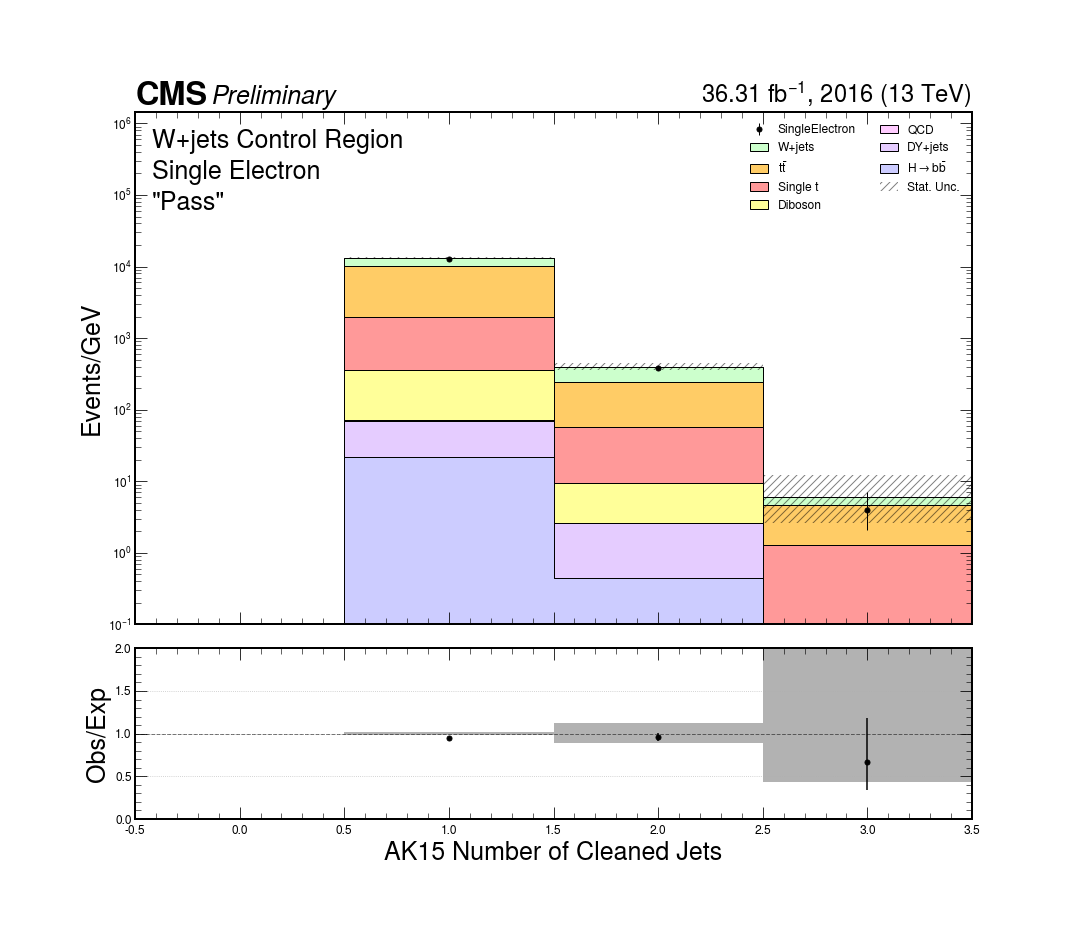 CMS Preliminary
36.31 fb⁻¹, 2016 (13 TeV)
W+jets Control Region
Single Electron
"Pass"
SingleElectron
W+jets
tt̄
Single t
Diboson
QCD
DY+jets
H→bb̄
Stat. Unc.
Events/GeV
10⁶
10⁵
10⁴
10³
10²
10¹
10⁰
10⁻¹
Obs/Exp
2.0
1.5
1.0
0.5
0.0
-0.5 0.0 0.5 1.0 1.5 2.0 2.5 3.0 3.5
AK15 Number of Cleaned Jets